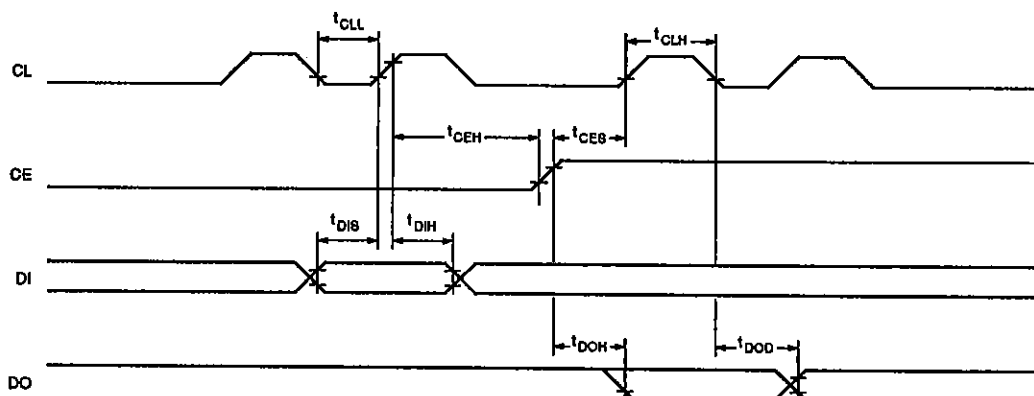 tCLL
tCLH
CL
tCEH
tCES
CE
tDIS
tDIH
DI
tDOH
tDOD
DO